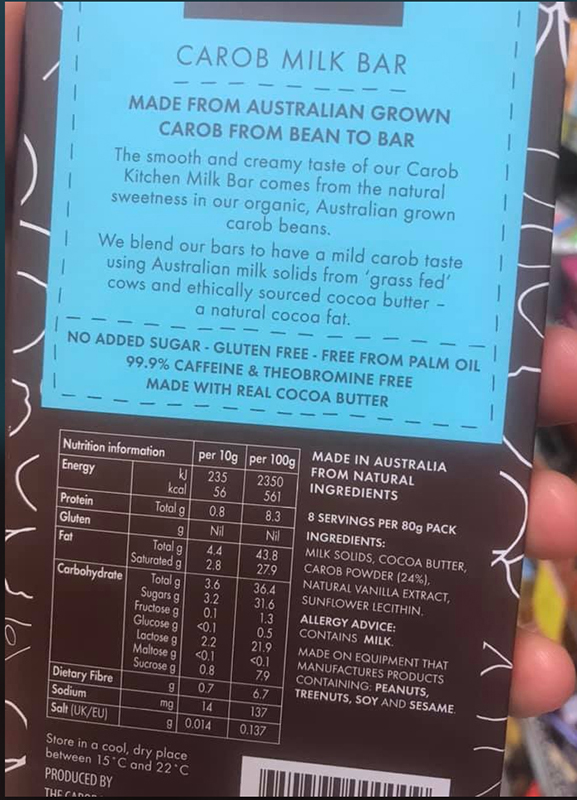 CAROB MILK BAR
MADE FROM AUSTRALIAN GROWN
CAROB FROM BEAN TO BAR
The smooth and creamy taste of our Carob
Kitchen Milk Bar comes from the natural
sweetness in our organic, Australian grown
carob beans.
We blend our bars to have a mild carob taste
using Australian milk solids from 'grass fed'
cows and ethically sourced cocoa butter -
a natural cocoa fat.
NO ADDED SUGAR - GLUTEN FREE - FREE FROM PALM OIL
99.9% CAFFEINE & THEOBROMINE FREE
MADE WITH REAL COCOA BUTTER
Nutrition information per 10g per 100g
Energy kJ 235 2350
kcal 56 561
Protein Total g 0.8 8.3
Gluten g Nil Nil
Fat Total g 4.4 43.8
Saturated g 2.8 27.9
Carbohydrate Total g 3.6 36.4
Sugars g 3.2 31.6
Fructose g 0.1 1.3
Glucose g <0.1 0.5
Lactose g 2.2 21.9
Maltose g <0.1 <0.1
Sucrose g 0.8 7.9
Dietary Fibre g 0.7 6.7
Sodium mg 14 137
Salt (UK/EU) g 0.014 0.137
MADE IN AUSTRALIA
FROM NATURAL
INGREDIENTS
8 SERVINGS PER 80g PACK
INGREDIENTS:
MILK SOLIDS, COCOA BUTTER,
CAROB POWDER (24%),
NATURAL VANILLA EXTRACT,
SUNFLOWER LECITHIN.
ALLERGY ADVICE:
CONTAINS MILK.
MADE ON EQUIPMENT THAT
MANUFACTURES PRODUCTS
CONTAINING: PEANUTS,
TREENUTS, SOY AND SESAME.
Store in a cool, dry place
between 15°C and 22°C
PRODUCED BY
THE